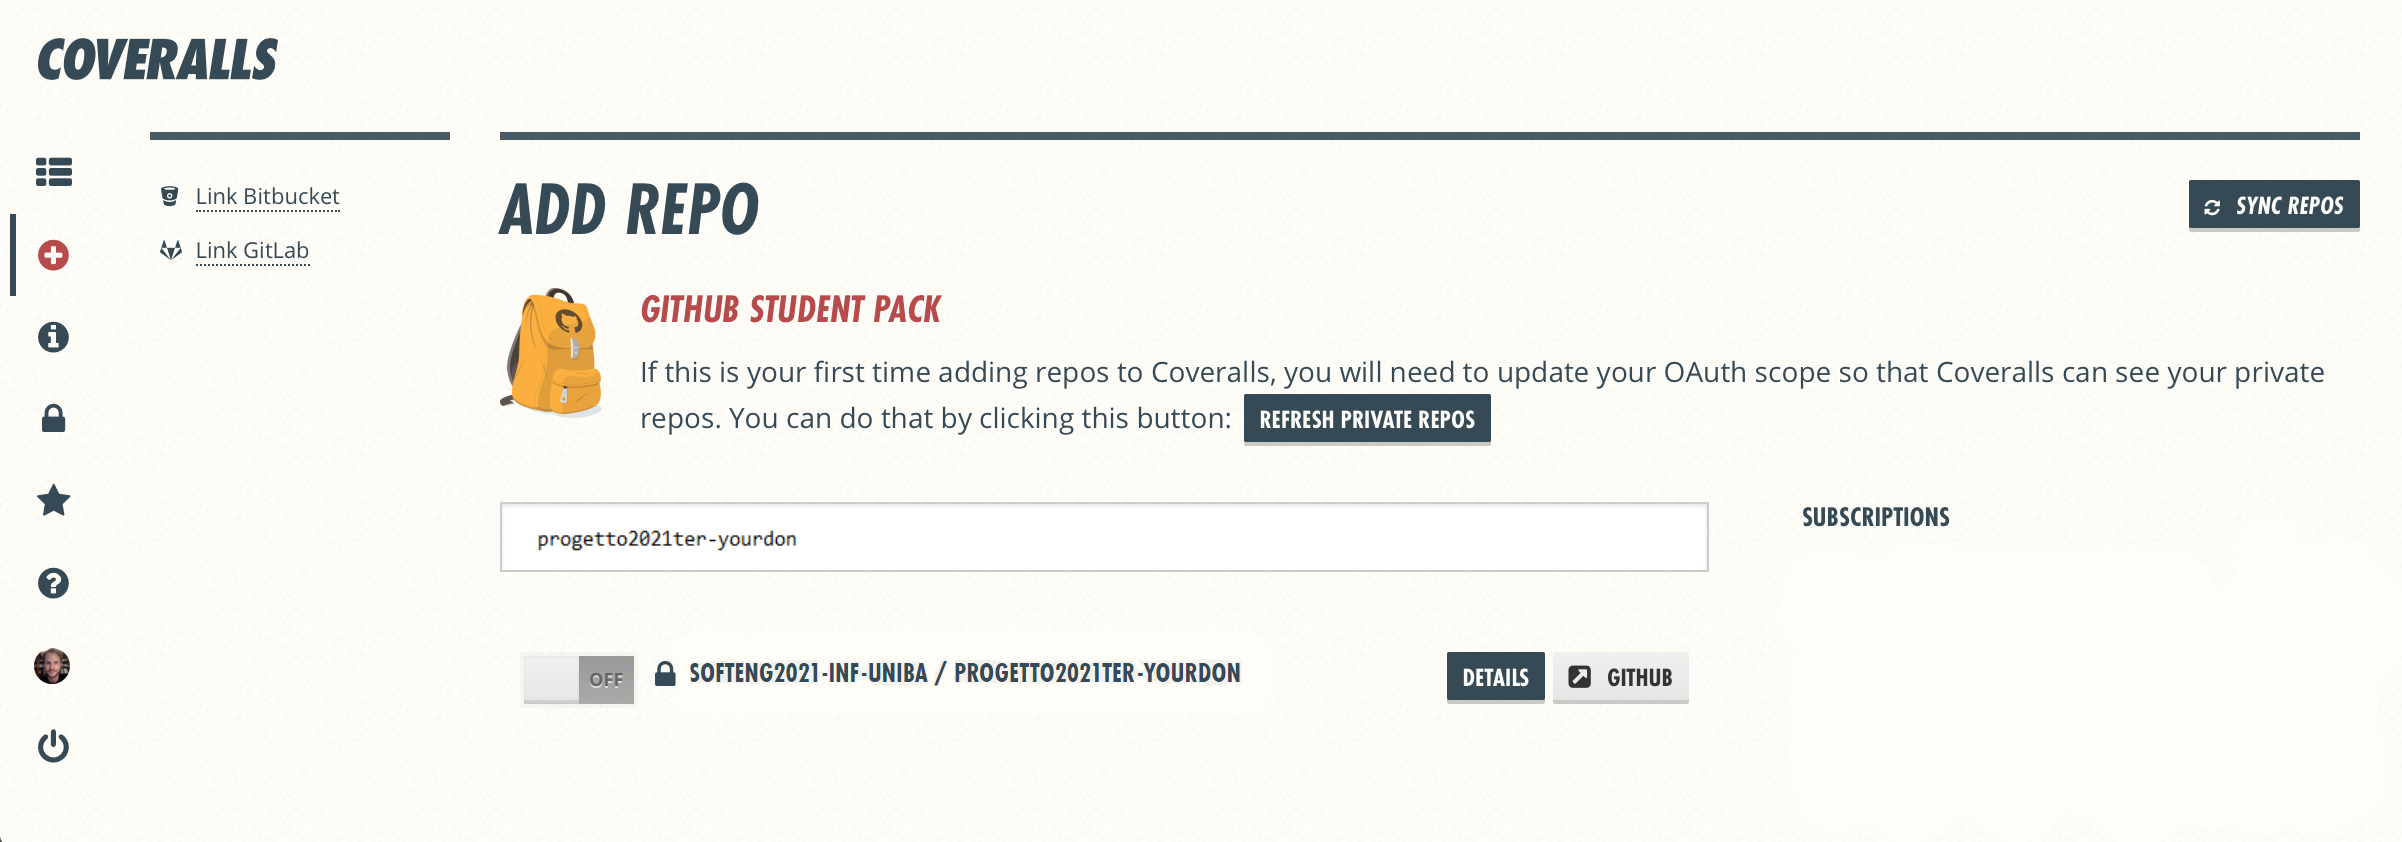 COVERALLS
Link Bitbucket
Link GitLab
ADD REPO
SYNC REPOS
GITHUB STUDENT PACK
If this is your first time adding repos to Coveralls, you will need to update your OAuth scope so that Coveralls can see your private
repos. You can do that by clicking this button: REFRESH PRIVATE REPOS
progetto2021ter-yourdon
SUBSCRIPTIONS
OFF SOFTENG2021-INF-UNIBA / PROGETTO2021TER-YOURDON DETAILS GITHUB